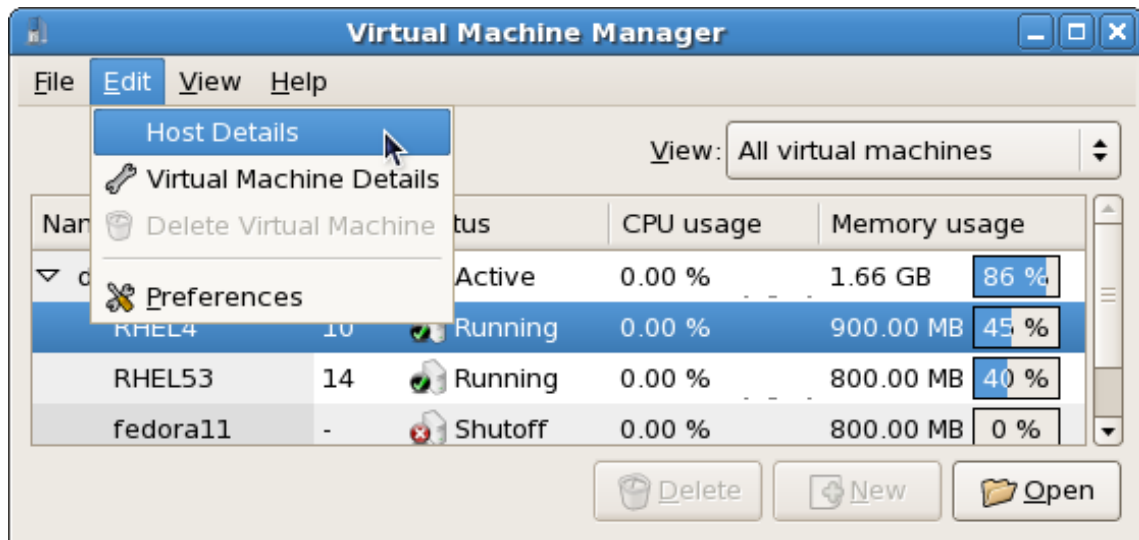 Virtual Machine Manager
File Edit View Help
Host Details
View: All virtual machines
Virtual Machine Details
Delete Virtual Machine
CPU usage Memory usage
Active 0.00 % 1.66 GB 86 %
Preferences
RHEL4 10 Running 0.00 % 900.00 MB 45 %
RHEL53 14 Running 0.00 % 800.00 MB 40 %
fedora11 - Shutoff 0.00 % 800.00 MB 0 %
Delete New Open